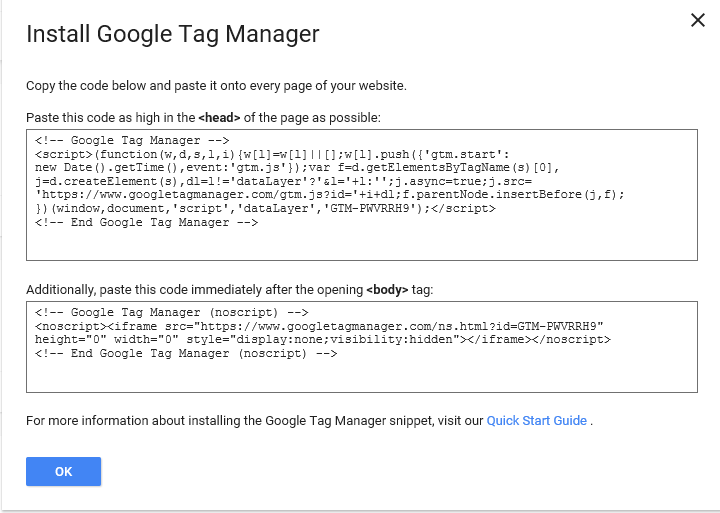 Install Google Tag Manager
Copy the code below and paste it onto every page of your website.
Paste this code as high in the <head> of the page as possible:
<!-- Google Tag Manager -->
<script>(function(w,d,s,l,i){w[l]=w[l]||[];w[l].push({'gtm.start':
new Date().getTime(),event:'gtm.js'});var f=d.getElementsByTagName(s)[0],
j=d.createElement(s),dl=l!='dataLayer'?'&l='+l:'';j.async=true;j.src=
'https://www.googletagmanager.com/gtm.js?id='+i+dl;f.parentNode.insertBefore(j,f);
})(window,document,'script','dataLayer','GTM-PWVRRH9');</script>
<!-- End Google Tag Manager -->
Additionally, paste this code immediately after the opening <body> tag:
<!-- Google Tag Manager (noscript) -->
<noscript><iframe src="https://www.googletagmanager.com/ns.html?id=GTM-PWVRRH9"
height="0" width="0" style="display:none;visibility:hidden"></iframe></noscript>
<!-- End Google Tag Manager (noscript) -->
For more information about installing the Google Tag Manager snippet, visit our Quick Start Guide .
OK